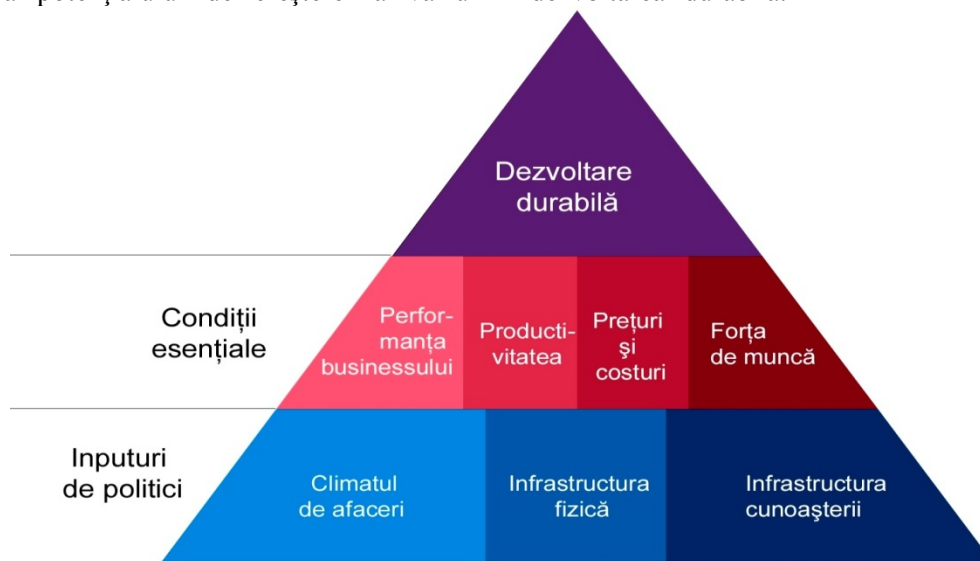 Dezvoltare
durabilă
Condiții
esențiale
Perfor-
manța
businessului
Producti-
vitatea
Prețuri
și
costuri
Forța
de muncă
Inputuri
de politici
Climatul
de afaceri
Infrastructura
fizică
Infrastructura
cunoaşterii